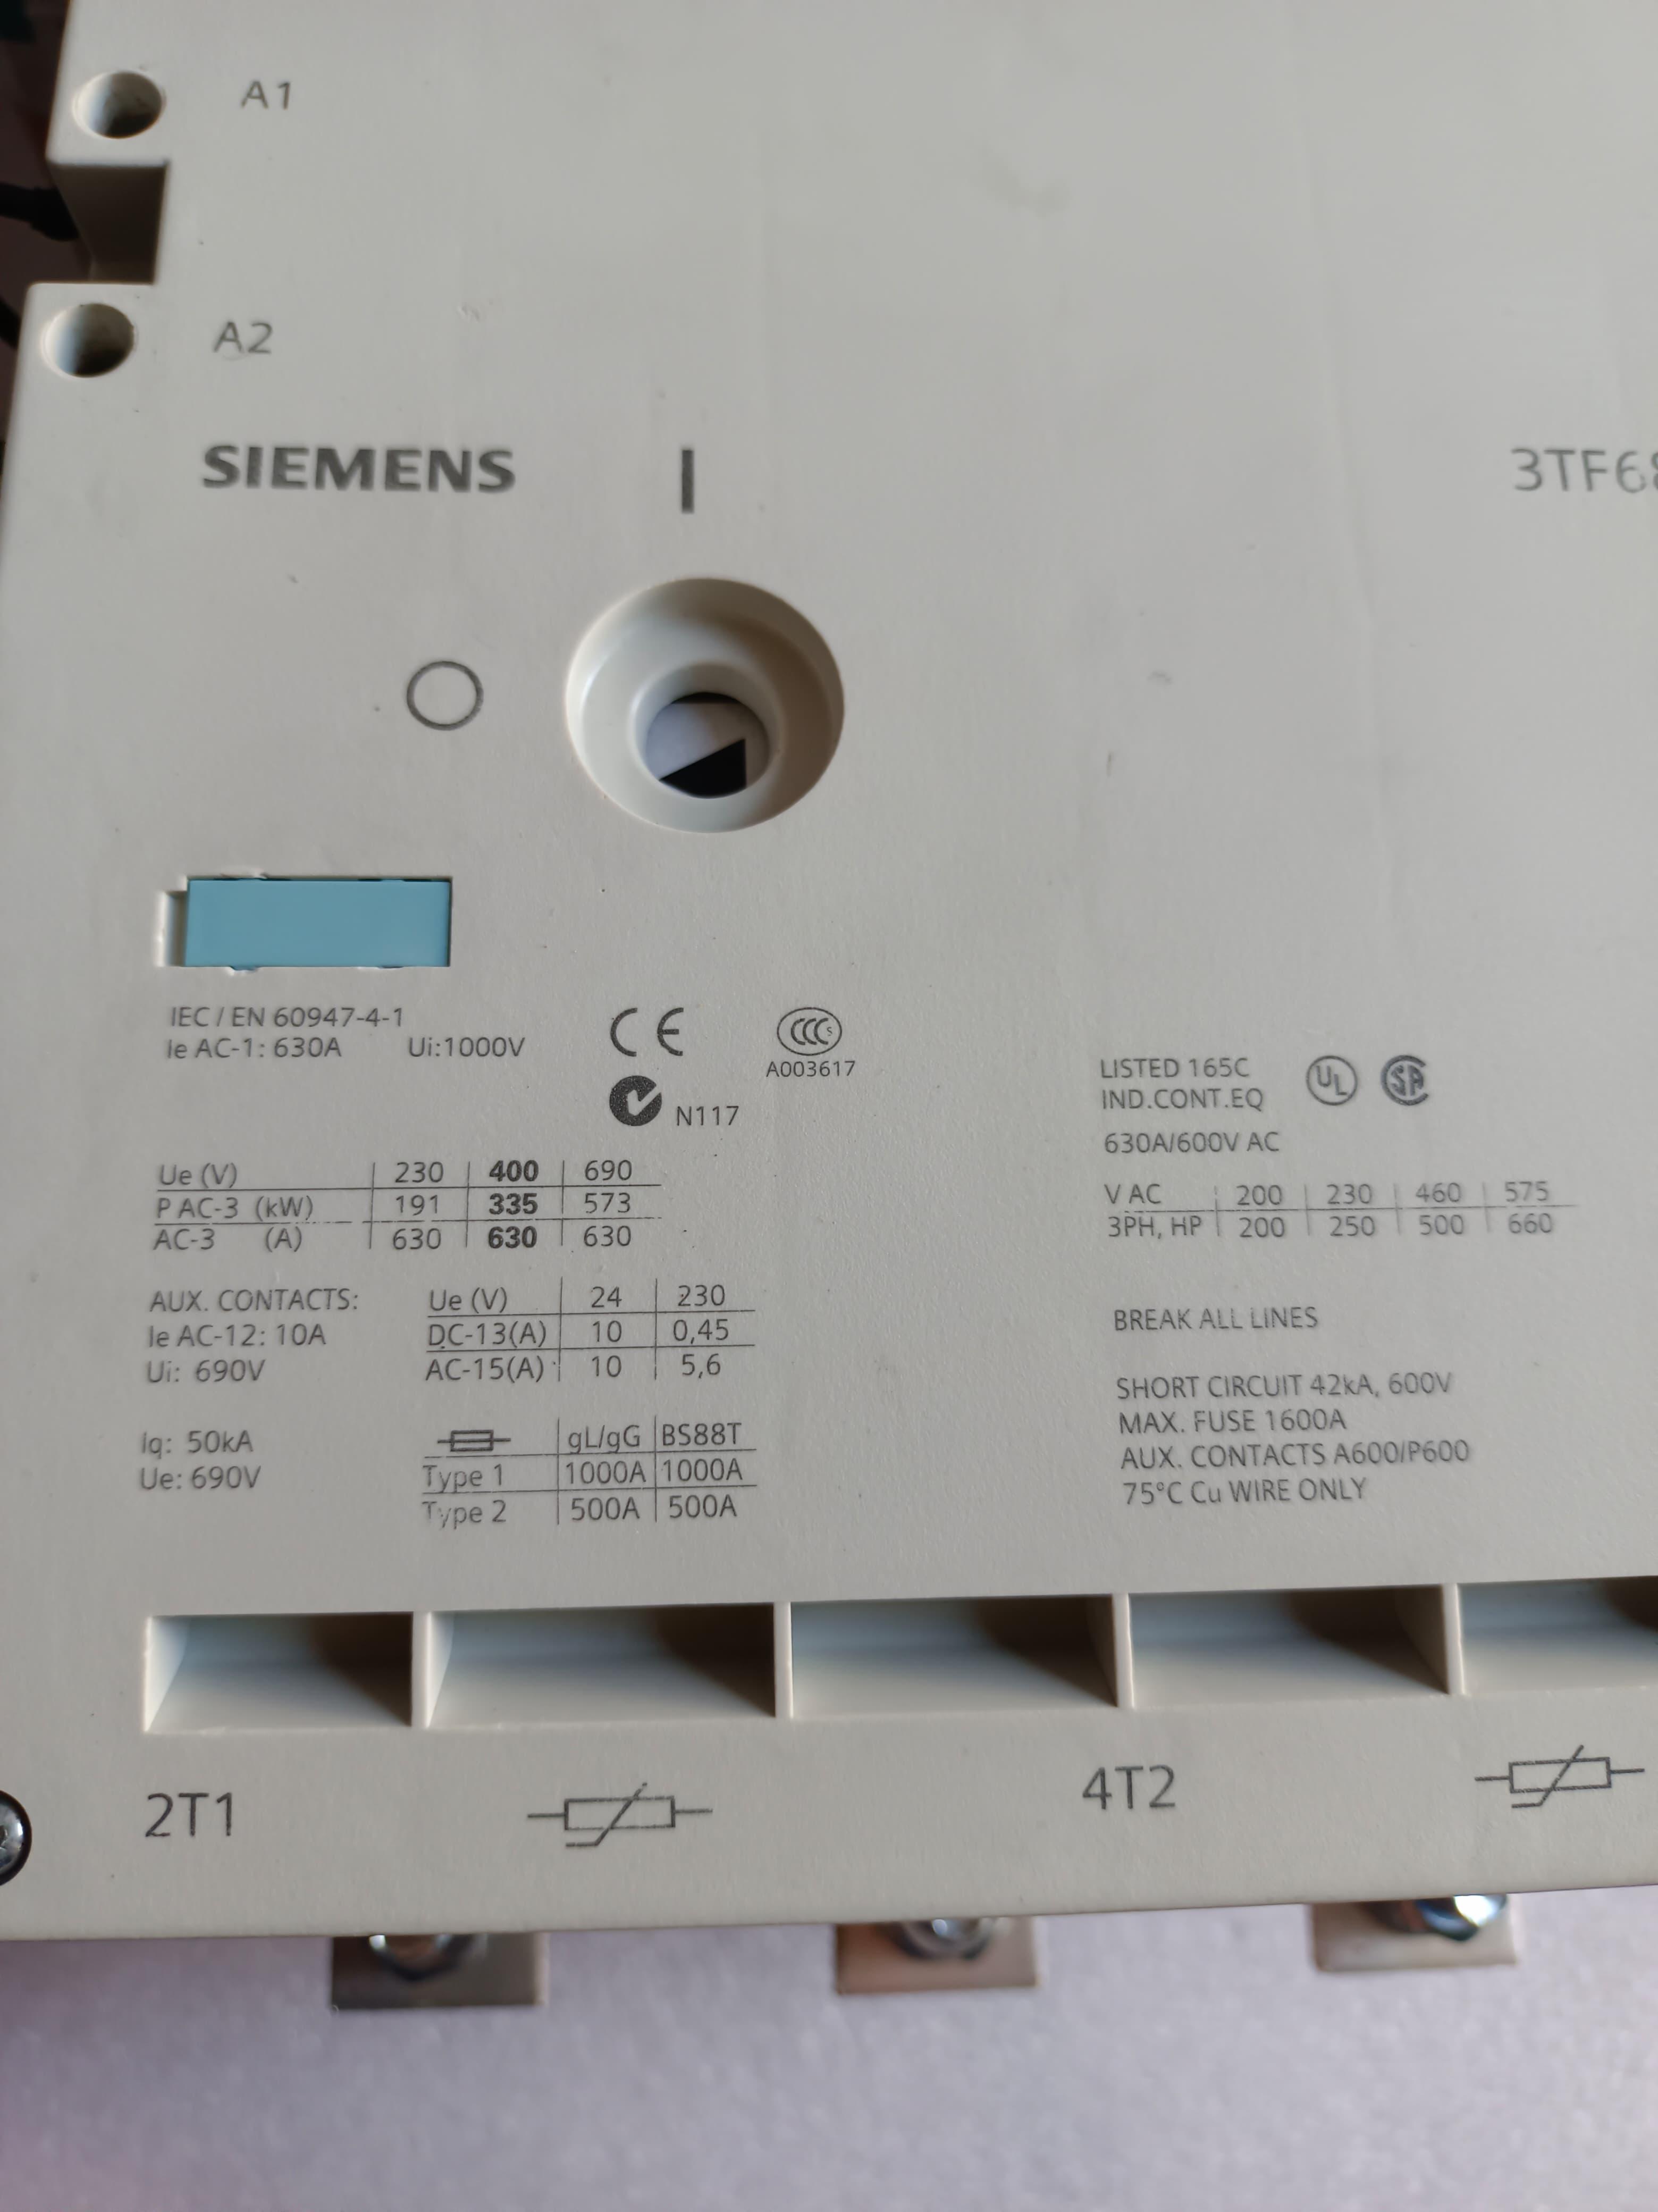 A1
A2
SIEMENS
I
3TF68
IEC / EN 60947-4-1
Ie AC-1: 630A Ui:1000V
CE
CCC S
A003617
N117
Ue (V) 230 400 690
P AC-3 (kW) 191 335 573
AC-3 (A) 630 630 630
AUX. CONTACTS:
Ie AC-12: 10A
Ui: 690V
Ue (V) 24 230
DC-13(A) 10 0,45
AC-15(A) 10 5,6
Iq: 50kA
Ue: 690V
gL/gG BS88T
Type 1 1000A 1000A
Type 2 500A 500A
LISTED 165C
IND.CONT.EQ
UL
SA
630A/600V AC
V AC 200 230 460 575
3PH, HP 200 250 500 660
BREAK ALL LINES
SHORT CIRCUIT 42kA, 600V
MAX. FUSE 1600A
AUX. CONTACTS A600/P600
75°C Cu WIRE ONLY
2T1
4T2